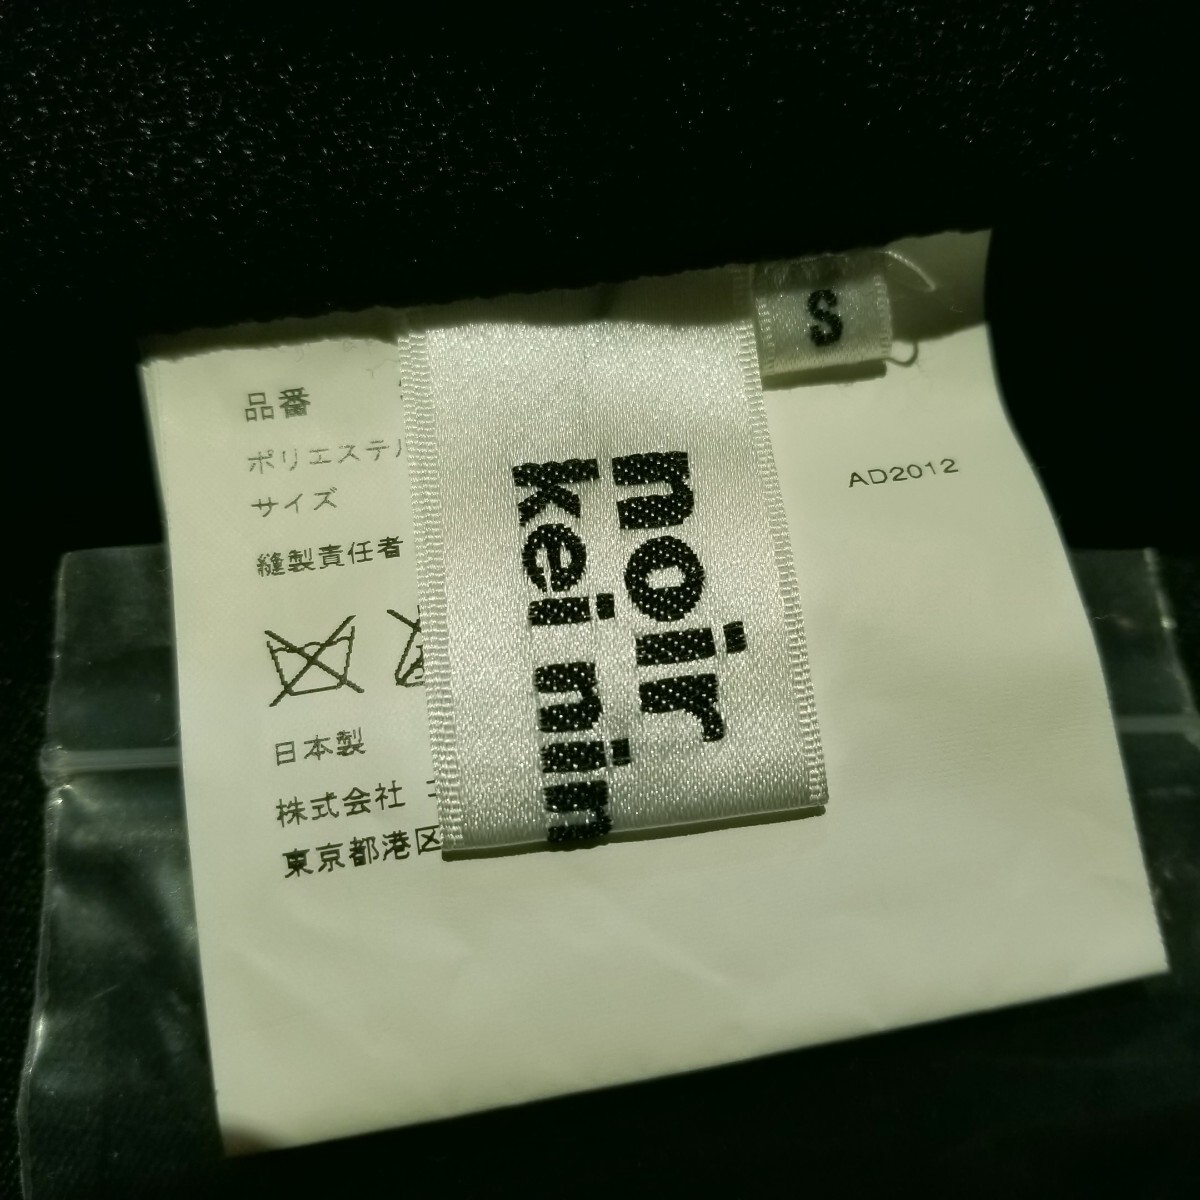 品番
ポリエステル
サイズ
縫製責任者
日本製
株式会社
東京都港区
noir
kei nin
S
AD2012